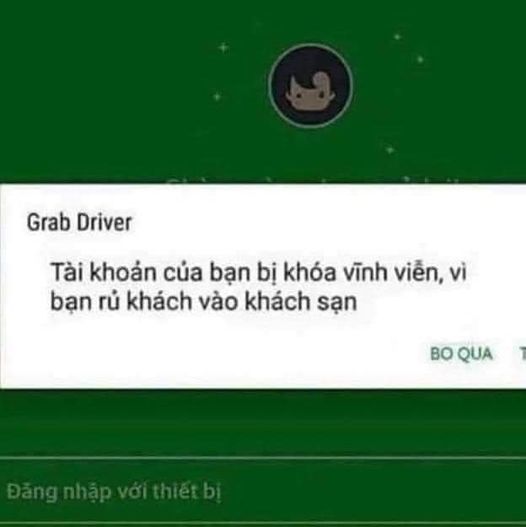 Grab Driver
Tài khoản của bạn bị khóa vĩnh viễn, vì
bạn rủ khách vào khách sạn
BO QUA
Đăng nhập với thiết bị